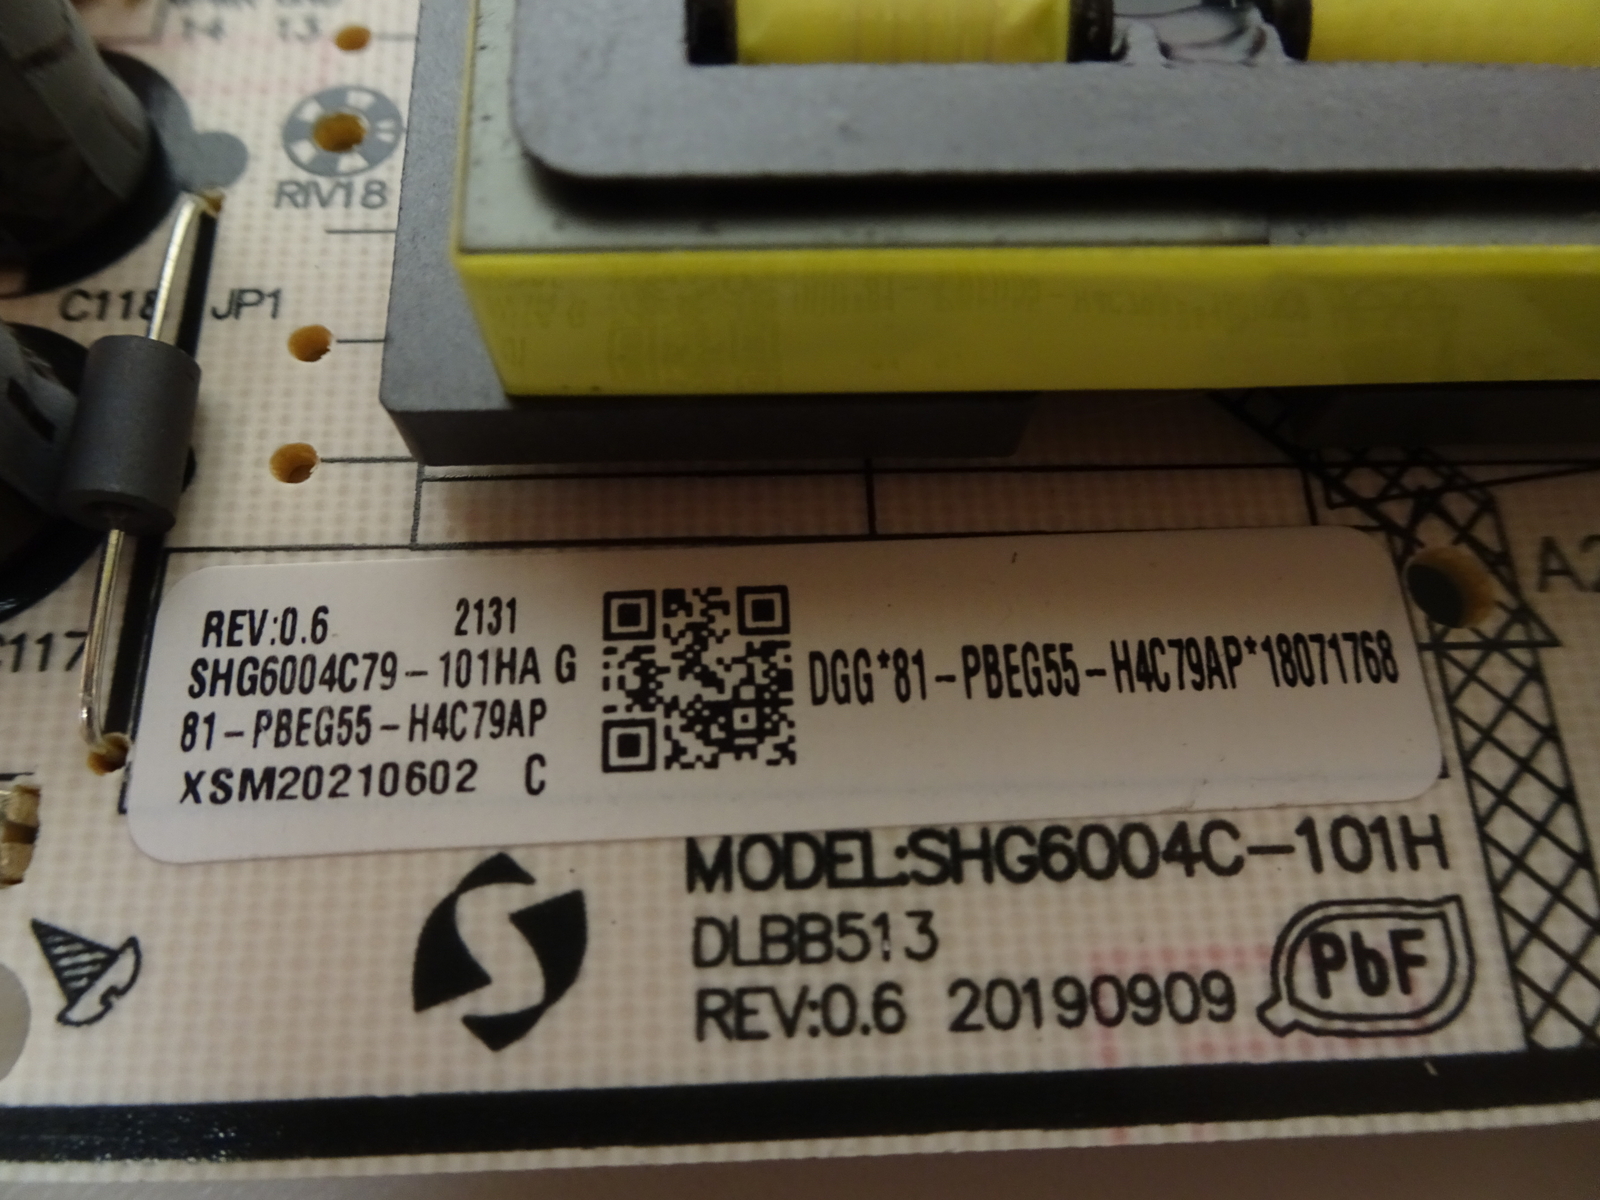 RIV18
C118 JP1
REV:0.6 2131
SHG6004C79-101HA G
81-PBEG55-H4C79AP
XSM20210602 C
DGG*81-PBEG55-H4C79AP*18071768
C117
MODEL:SHG6004C-101H
DLBB513
REV:0.6 20190909
PbF